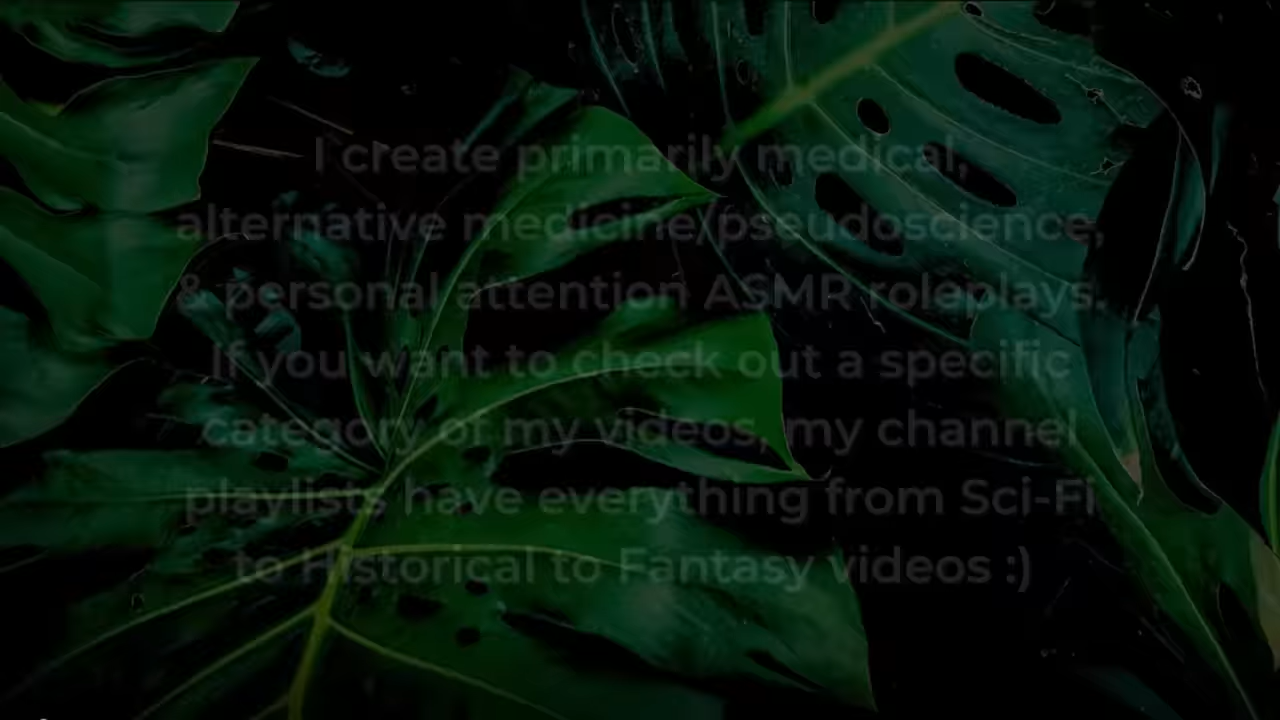 I create primarily medical,
alternative medicine/pseudoscience,
& personal attention ASMR roleplays.
If you want to check out a specific
category of my videos, my channel
playlists have everything from Sci-Fi
to Historical to Fantasy videos :)